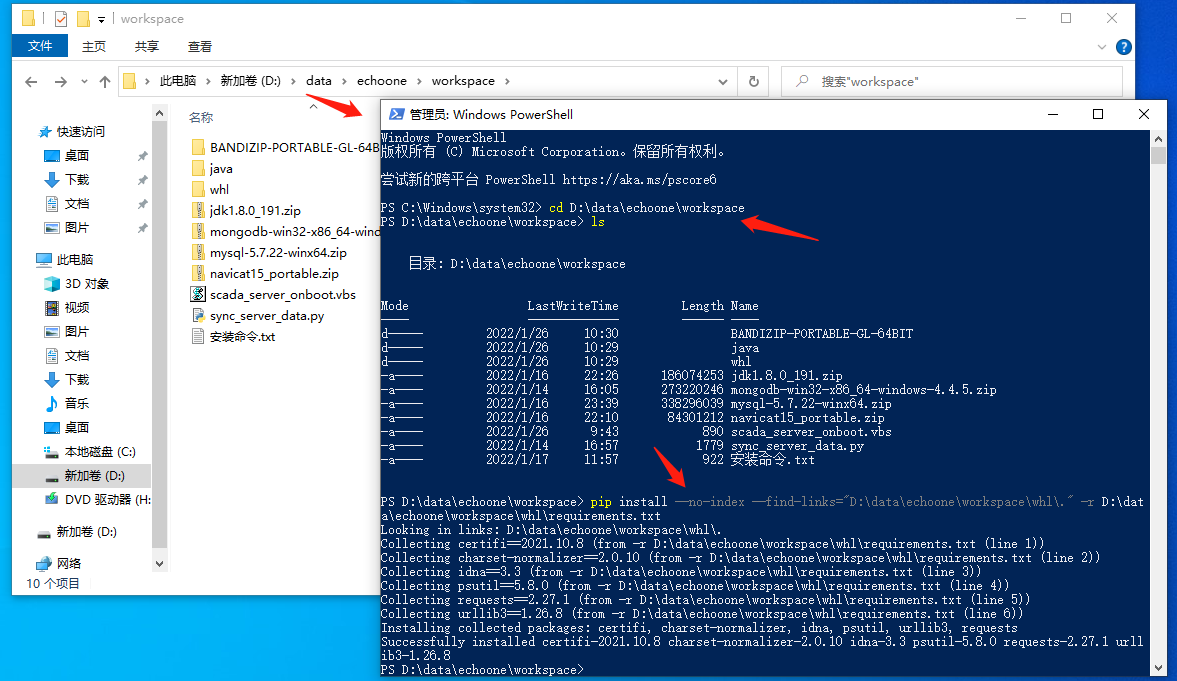 workspace
文件 主页 共享 查看
此电脑 新加卷 (D:) data echoone workspace 搜索"workspace"
快速访问
桌面
下载
文档
图片
此电脑
3D 对象
视频
图片
文档
下载
音乐
桌面
本地磁盘 (C:)
新加卷 (D:)
DVD 驱动器 (H:
新加卷 (D:)
网络
10 个项目
名称
BANDIZIP-PORTABLE-GL-64B
java
whl
jdk1.8.0_191.zip
mongodb-win32-x86_64-wind
mysql-5.7.22-winx64.zip
navicat15_portable.zip
scada_server_onboot.vbs
sync_server_data.py
安装命令.txt
管理员: Windows PowerShell
Windows PowerShell
版权所有 (C) Microsoft Corporation。保留所有权利。
尝试新的跨平台 PowerShell https://aka.ms/pscore6
PS C:\Windows\system32> cd D:\data\echoone\workspace
PS D:\data\echoone\workspace> ls
目录: D:\data\echoone\workspace
Mode LastWriteTime Length Name
d----- 2022/1/26 10:30 BANDIZIP-PORTABLE-GL-64BIT
d----- 2022/1/26 10:29 java
d----- 2022/1/26 10:29 whl
-a---- 2022/1/16 22:26 186074253 jdk1.8.0_191.zip
-a---- 2022/1/14 16:05 273220246 mongodb-win32-x86_64-windows-4.4.5.zip
-a---- 2022/1/16 23:39 338296039 mysql-5.7.22-winx64.zip
-a---- 2022/1/16 22:10 84301212 navicat15_portable.zip
-a---- 2022/1/26 9:43 890 scada_server_onboot.vbs
-a---- 2022/1/14 16:57 1779 sync_server_data.py
-a---- 2022/1/17 11:57 922 安装命令.txt
PS D:\data\echoone\workspace> pip install --no-index --find-links="D:\data\echoone\workspace\whl\." -r D:\dat
a\echoone\workspace\whl\requirements.txt
Looking in links: D:\data\echoone\workspace\whl\.
Collecting certifi==2021.10.8 (from -r D:\data\echoone\workspace\whl\requirements.txt (line 1))
Collecting charset-normalizer==2.0.10 (from -r D:\data\echoone\workspace\whl\requirements.txt (line 2))
Collecting idna==3.3 (from -r D:\data\echoone\workspace\whl\requirements.txt (line 3))
Collecting psutil==5.8.0 (from -r D:\data\echoone\workspace\whl\requirements.txt (line 4))
Collecting requests==2.27.1 (from -r D:\data\echoone\workspace\whl\requirements.txt (line 5))
Collecting urllib3==1.26.8 (from -r D:\data\echoone\workspace\whl\requirements.txt (line 6))
Installing collected packages: certifi, charset-normalizer, idna, psutil, urllib3, requests
Successfully installed certifi-2021.10.8 charset-normalizer-2.0.10 idna-3.3 psutil-5.8.0 requests-2.27.1 urll
ib3-1.26.8
PS D:\data\echoone\workspace>